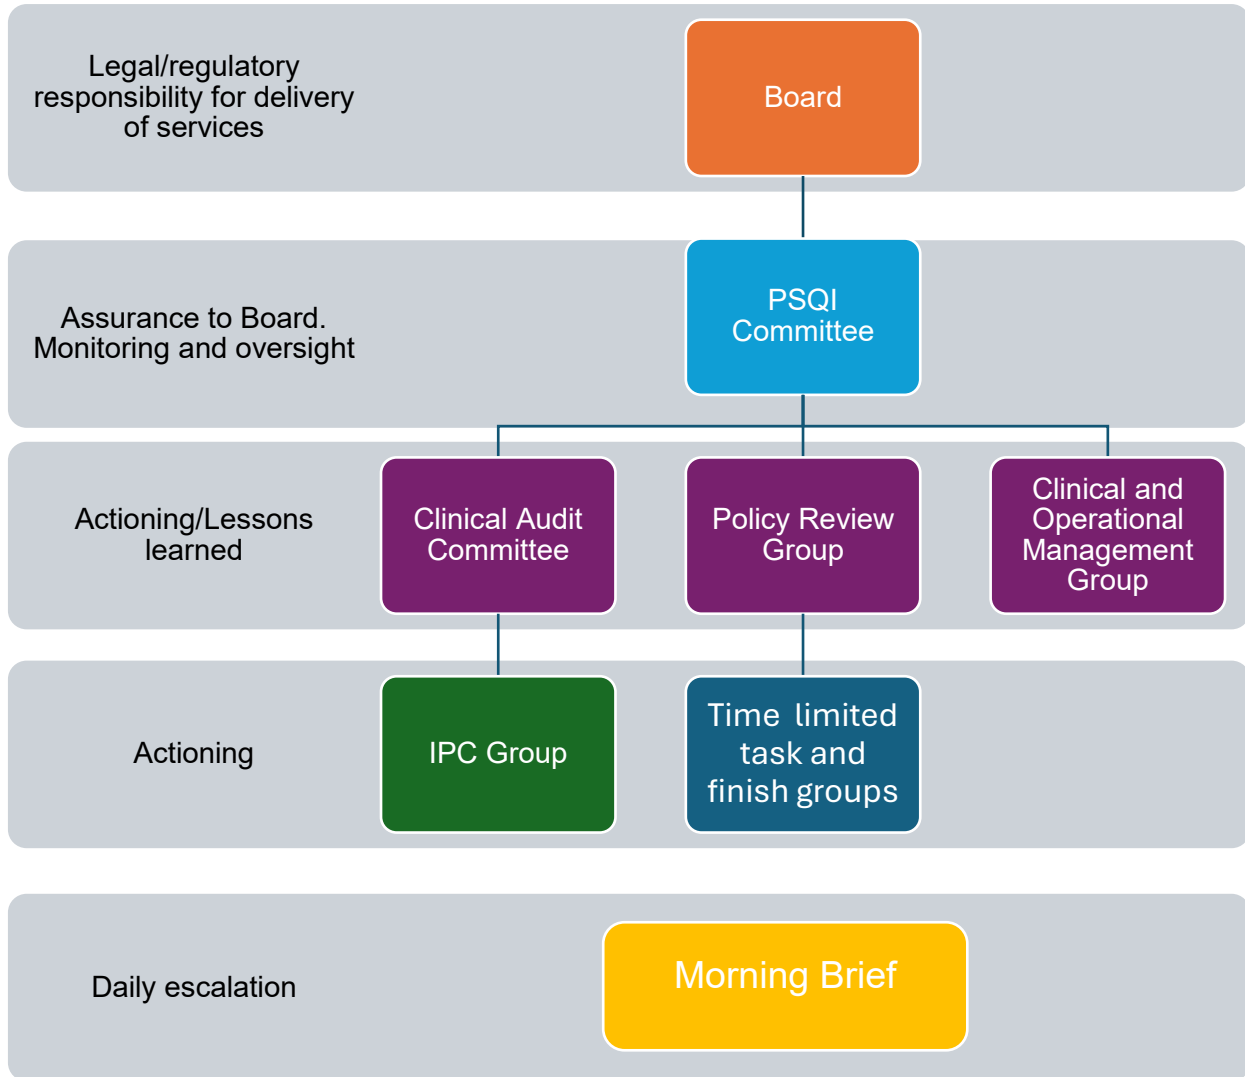 Legal/regulatory
responsibility for delivery
of services
Board
Assurance to Board.
Monitoring and oversight
PSQI
Committee
Actioning/Lessons
learned
Clinical Audit
Committee
Policy Review
Group
Clinical and
Operational
Management
Group
Actioning
IPC Group
Time limited
task and
finish groups
Daily escalation
Morning Brief